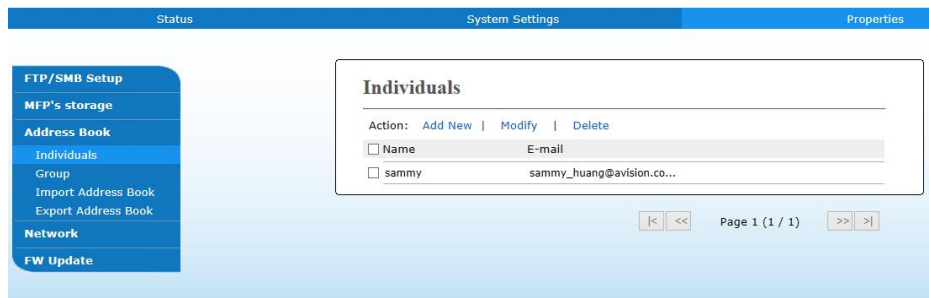 Status System Settings Properties
FTP/SMB Setup
MFP's storage
Address Book
Individuals
Group
Import Address Book
Export Address Book
Network
FW Update
Individuals
Action: Add New | Modify | Delete
Name E-mail
sammy sammy_huang@avision.co...
|< << Page 1 (1 / 1) >> >|